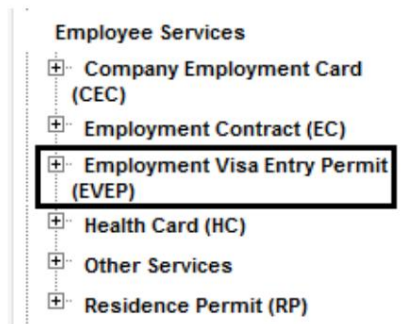 Employee Services
Company Employment Card
(CEC)
Employment Contract (EC)
Employment Visa Entry Permit
(EVEP)
Health Card (HC)
Other Services
Residence Permit (RP)